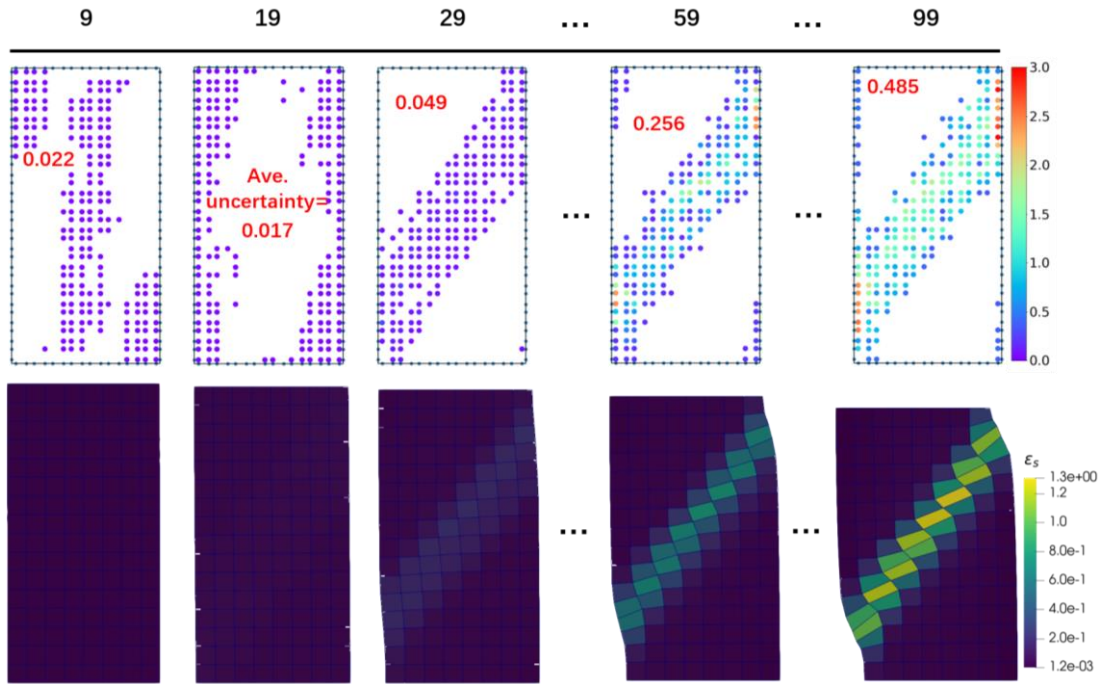 9 19 29 ... 59 ... 99
0.022
Ave.
uncertainty=
0.017
0.049
...
0.256
...
0.485
3.0
2.5
2.0
1.5
1.0
0.5
0.0
...
...
εs
1.3e+00
1.2
1.0
8.0e-1
6.0e-1
4.0e-1
2.0e-1
1.2e-03